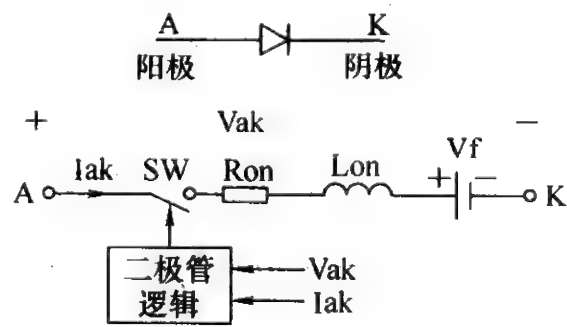 A K
阳极 阴极
+ Vak −
Iak SW Ron Lon Vf
A + − K
二极管 Vak
逻辑 Iak